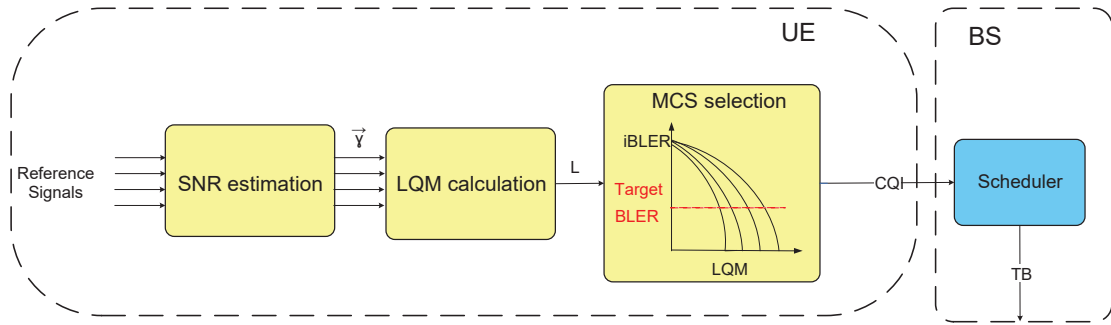 UE
BS
Reference
Signals
SNR estimation
γ
LQM calculation
L
MCS selection
iBLER
Target
BLER
LQM
CQI
Scheduler
TB